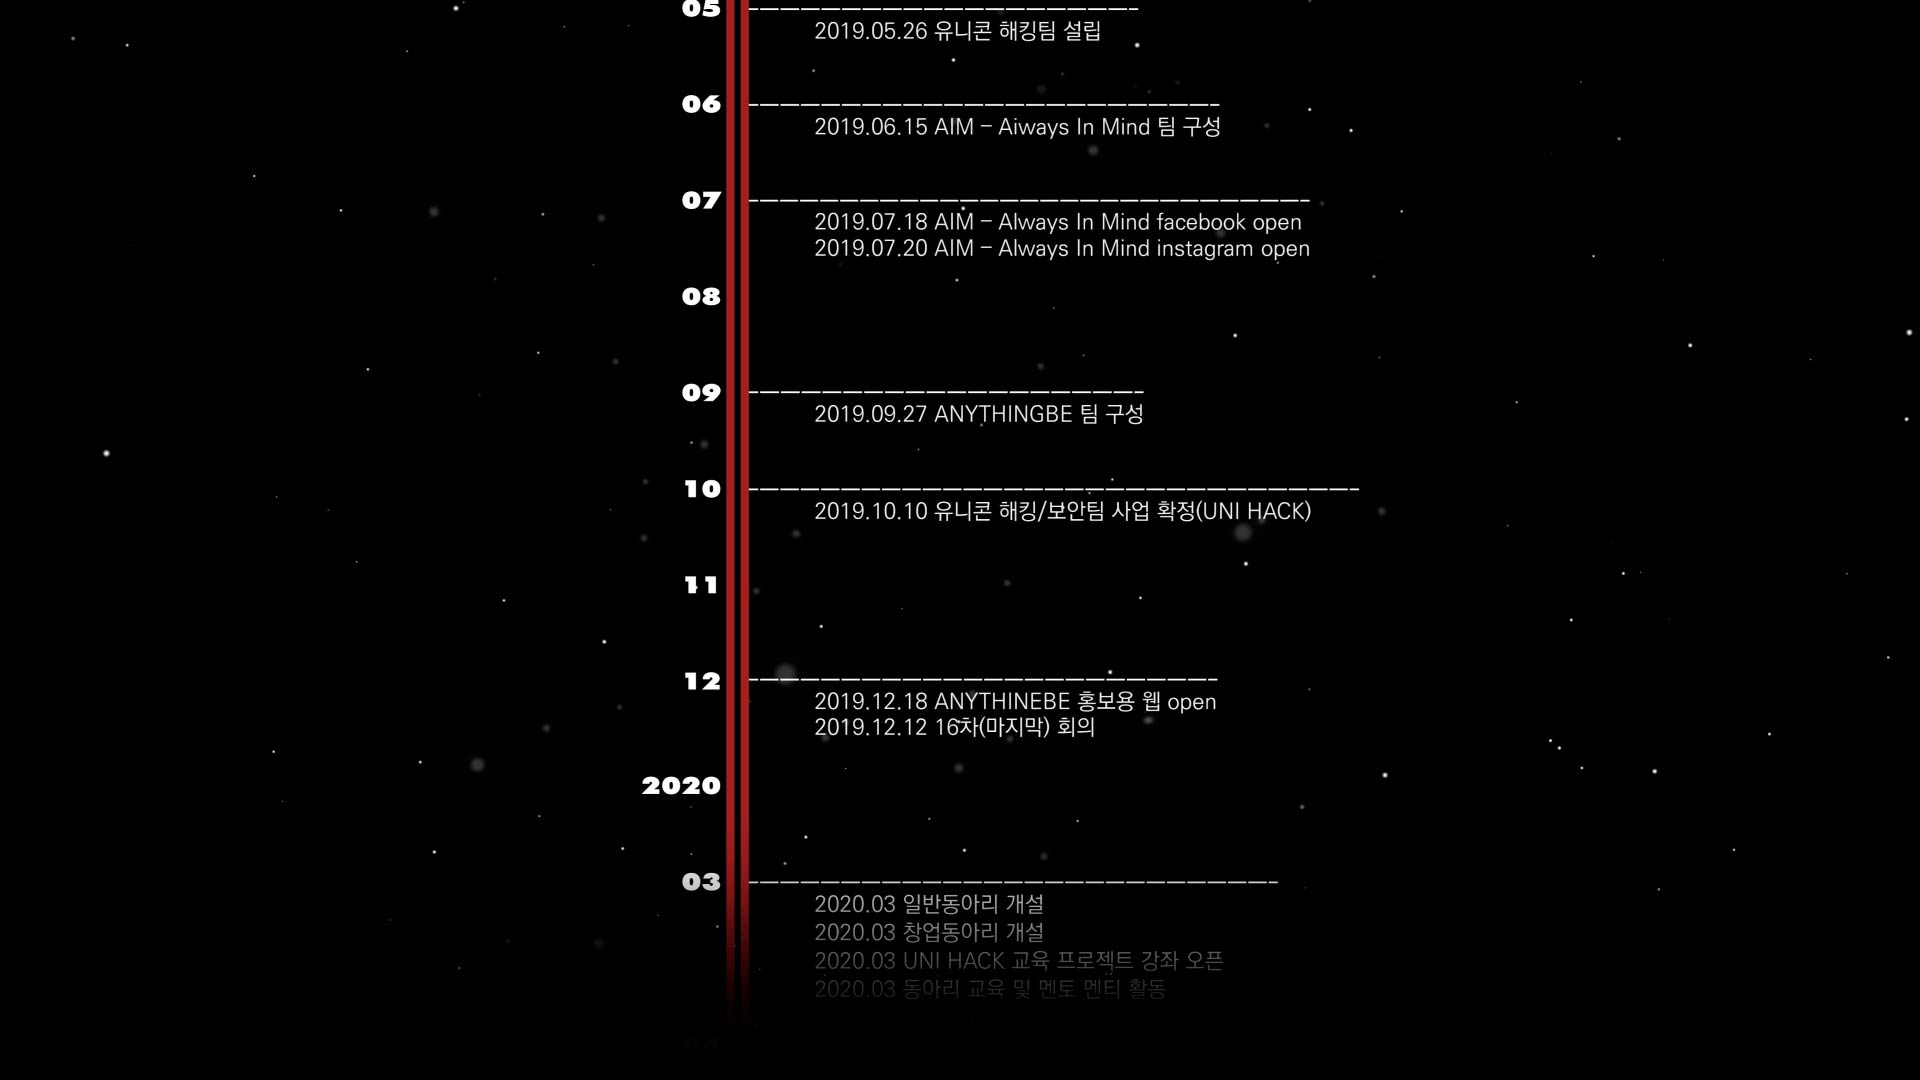 05
2019.05.26 유니콘 해킹팀 설립
06
2019.06.15 AIM – Aiways In Mind 팀 구성
07
2019.07.18 AIM – Always In Mind facebook open
2019.07.20 AIM – Always In Mind instagram open
08
09
2019.09.27 ANYTHINGBE 팀 구성
10
2019.10.10 유니콘 해킹/보안팀 사업 확정(UNI HACK)
11
12
2019.12.18 ANYTHINEBE 홍보용 웹 open
2019.12.12 16차(마지막) 회의
2020
03
2020.03 일반동아리 개설
2020.03 창업동아리 개설
2020.03 UNI HACK 교육 프로젝트 강좌 오픈
2020.03 동아리 교육 및 멘토 멘티 활동